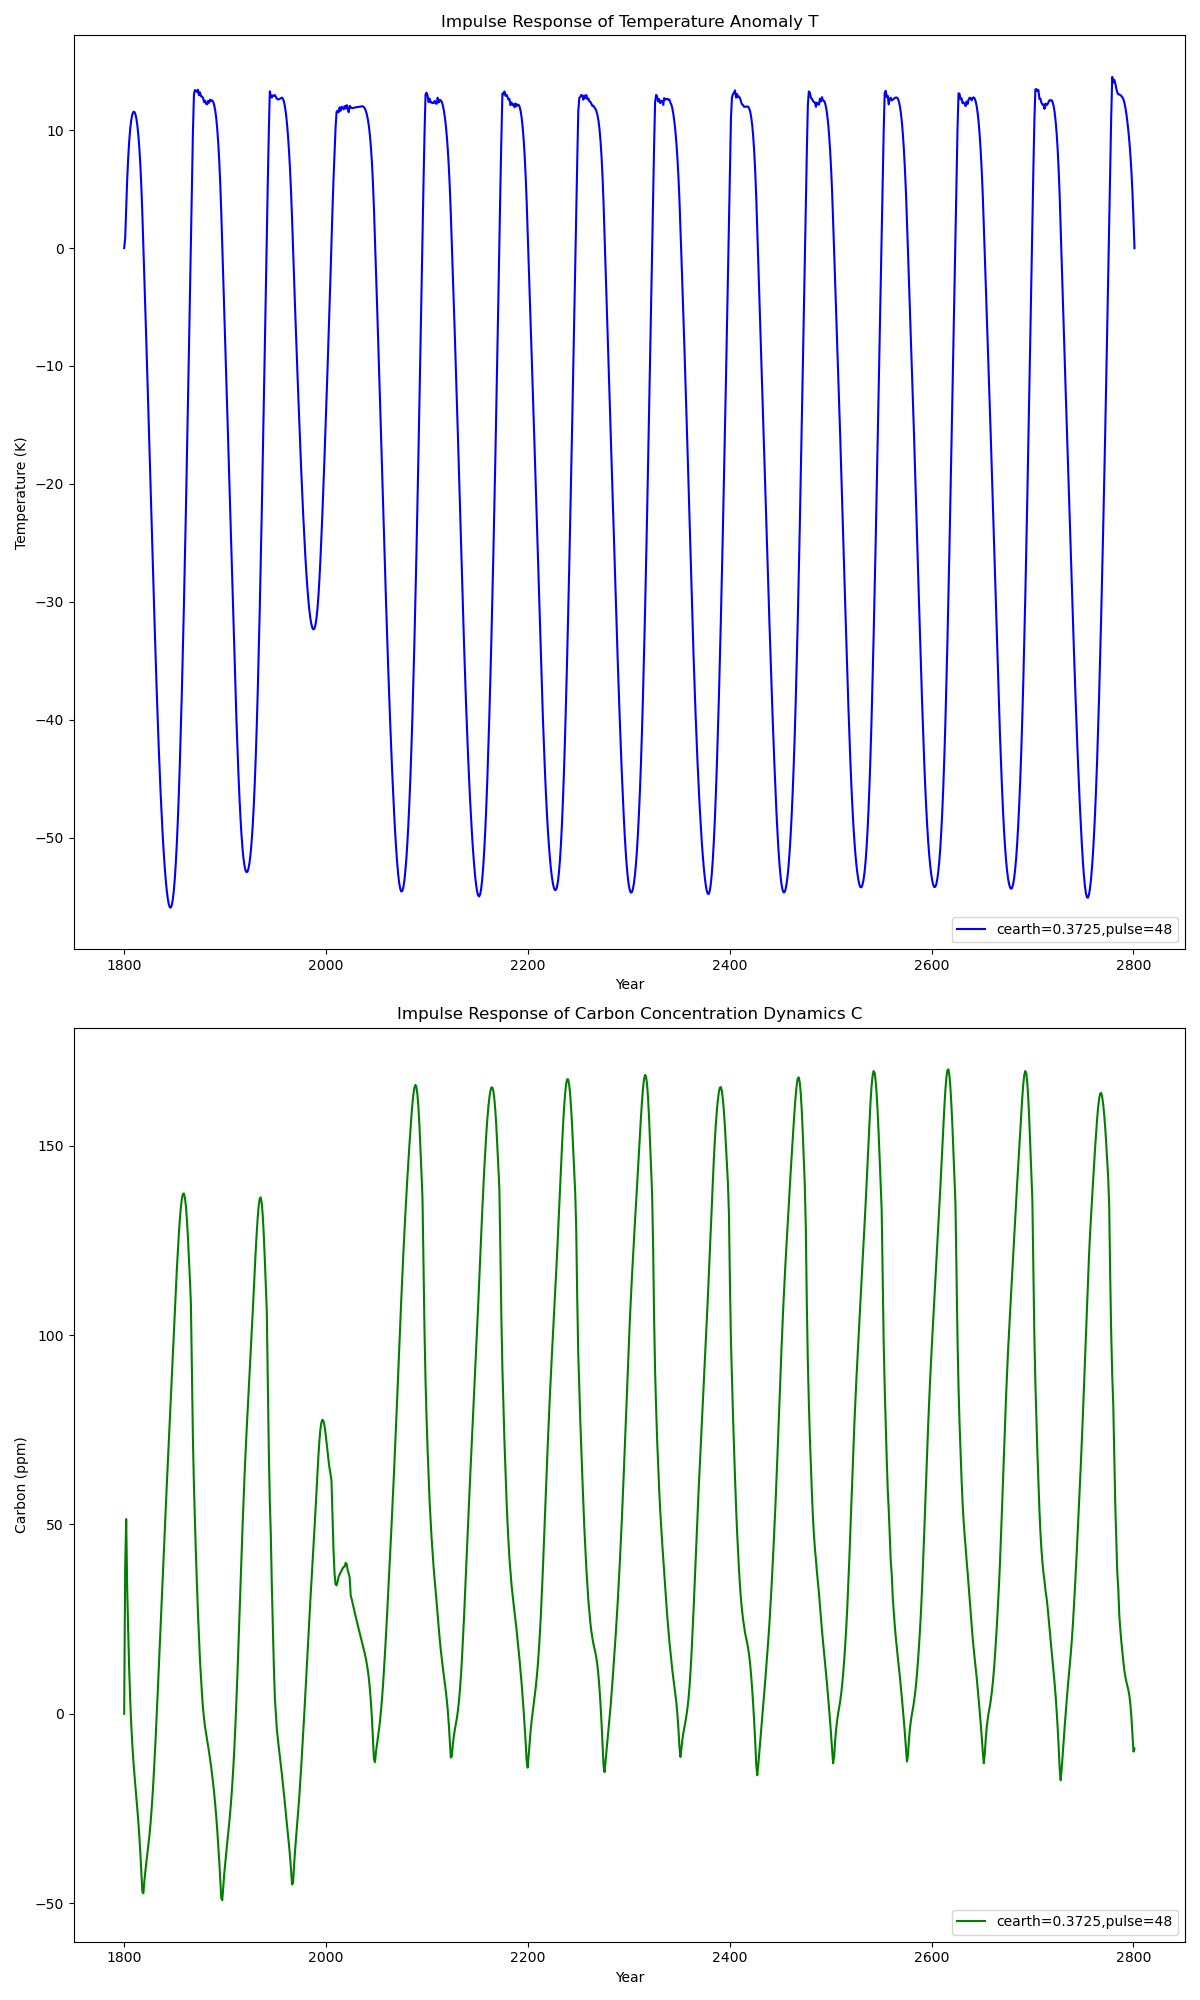 Impulse Response of Temperature Anomaly T
10
0
−10
−20
−30
−40
−50
Temperature (K)
cearth=0.3725,pulse=48
1800 2000 2200 2400 2600 2800
Year
Impulse Response of Carbon Concentration Dynamics C
150
100
50
0
−50
Carbon (ppm)
cearth=0.3725,pulse=48
1800 2000 2200 2400 2600 2800
Year